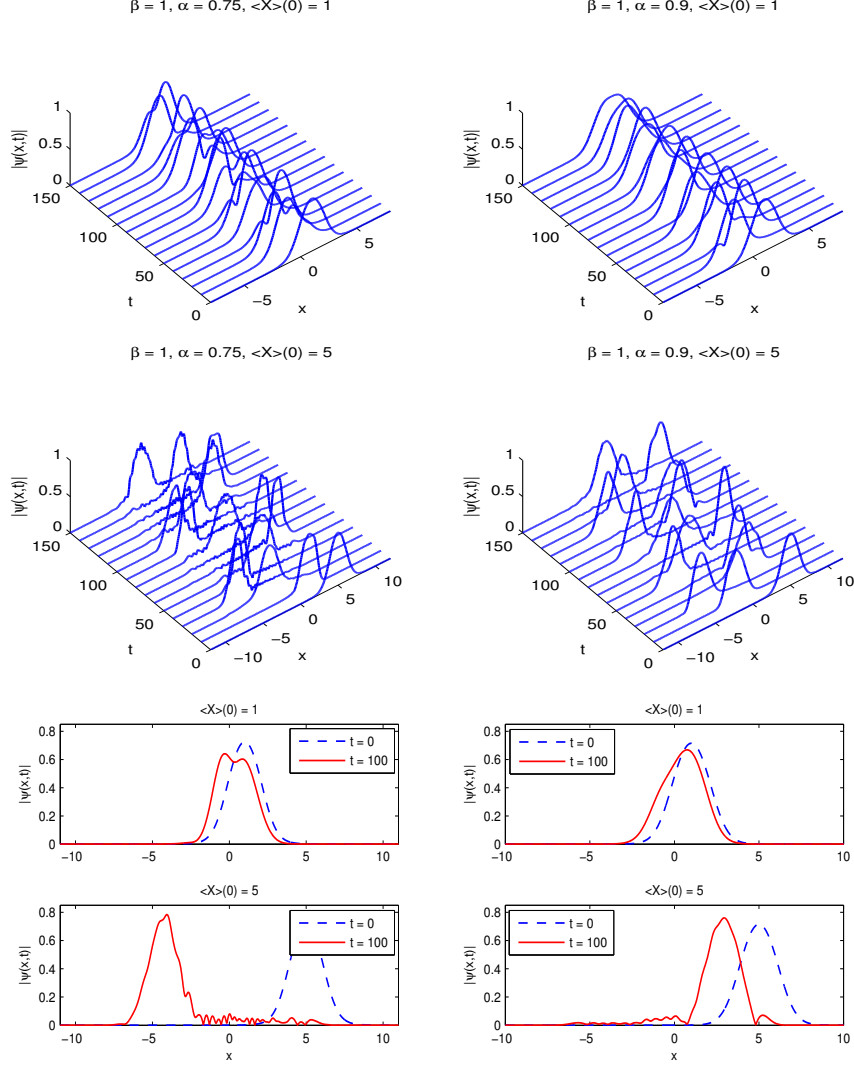 β = 1, α = 0.75, <X>(0) = 1
β = 1, α = 0.9, <X>(0) = 1
|ψ(x,t)|
1
0.5
0
150
100
50
0
t
−5
0
5
x
|ψ(x,t)|
1
0.5
0
150
100
50
0
t
−5
0
5
x
β = 1, α = 0.75, <X>(0) = 5
β = 1, α = 0.9, <X>(0) = 5
|ψ(x,t)|
1
0.5
0
150
100
50
0
t
−10
−5
0
5
10
x
|ψ(x,t)|
1
0.5
0
150
100
50
0
t
−10
−5
0
5
10
x
<X>(0) = 1
|ψ(x,t)|
0.8
0.6
0.4
0.2
0
−10
−5
0
5
10
t = 0
t = 100
<X>(0) = 1
|ψ(x,t)|
0.8
0.6
0.4
0.2
0
−10
−5
0
5
10
t = 0
t = 100
<X>(0) = 5
|ψ(x,t)|
0.8
0.6
0.4
0.2
0
−10
−5
0
5
10
x
t = 0
t = 100
<X>(0) = 5
|ψ(x,t)|
0.8
0.6
0.4
0.2
0
−10
−5
0
5
10
x
t = 0
t = 100